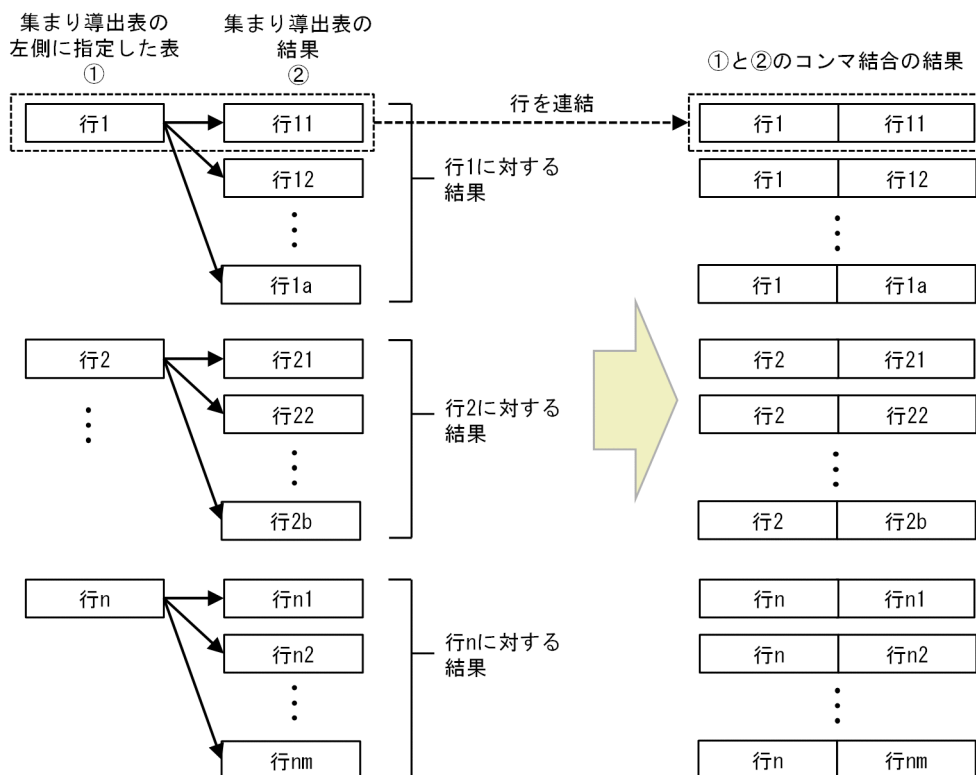 集まり導出表の
左側に指定した表
①
集まり導出表の
結果
②
①と②のコンマ結合の結果
行1
行11
行を連結
行1
行11
行12
行1に対する
結果
行1
行12
行1a
行1
行1a
行2
行21
行2
行21
行22
行2に対する
結果
行2
行22
行2b
行2
行2b
行n
行n1
行n
行n1
行n2
行nに対する
結果
行n
行n2
行nm
行n
行nm